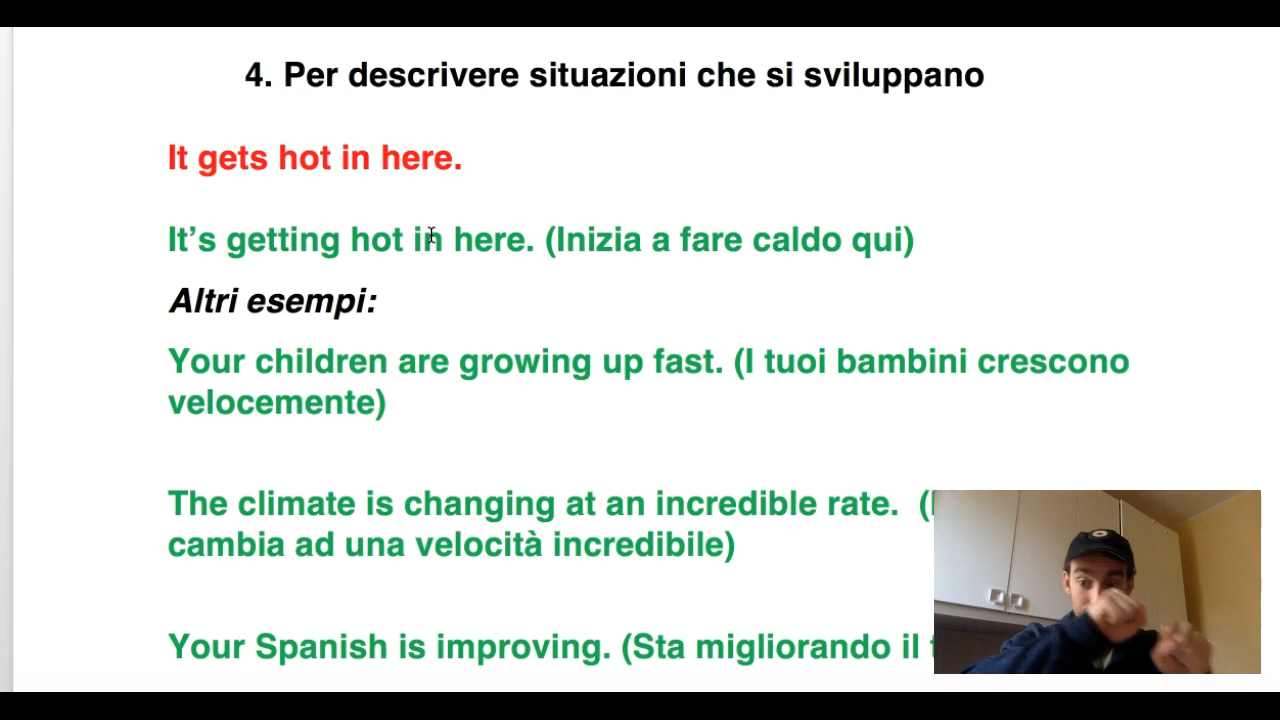 4. Per descrivere situazioni che si sviluppano
It gets hot in here.
It's getting hot in here. (Inizia a fare caldo qui)
Altri esempi:
Your children are growing up fast. (I tuoi bambini crescono
velocemente)
The climate is changing at an incredible rate. (
cambia ad una velocità incredibile)
Your Spanish is improving. (Sta migliorando il